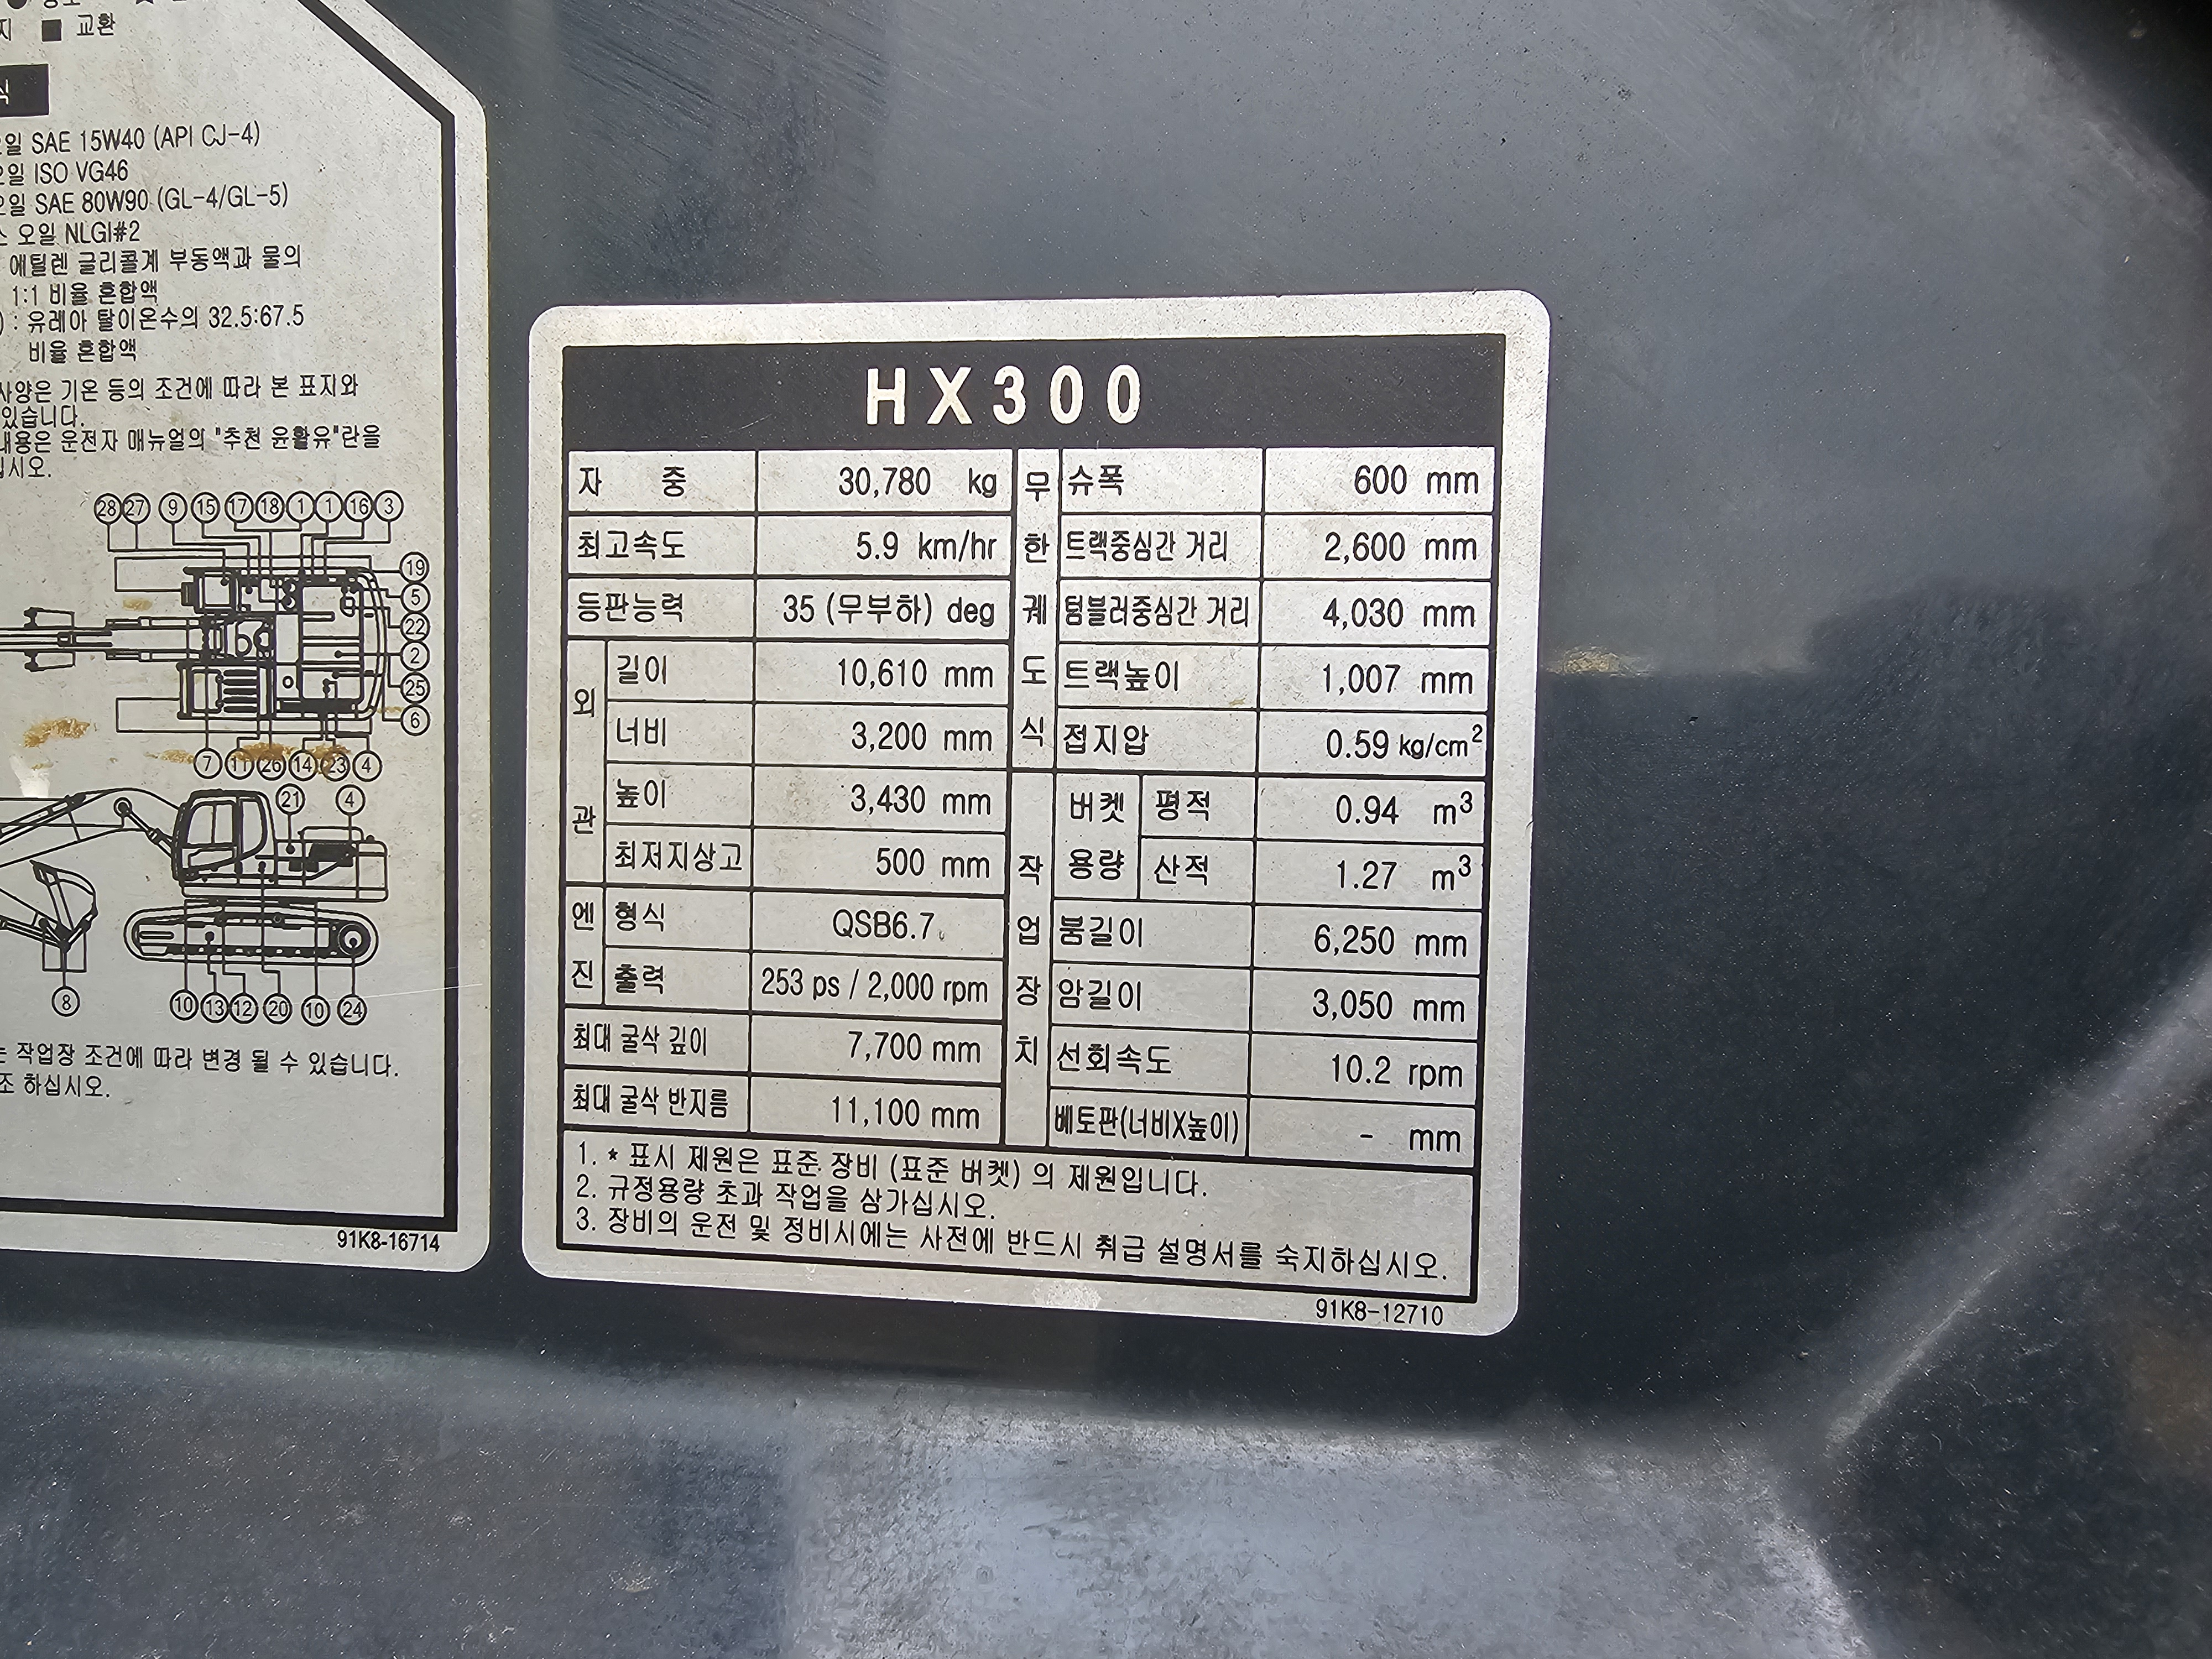 ■ 교환
SAE 15W40 (API CJ-4)
ISO VG46
SAE 80W90 (GL-4/GL-5)
오일 NLGI#2
에틸렌 글리콜계 부동액과 물의
1:1 비율 혼합액
) : 유레아 탈이온수의 32.5:67.5
비율 혼합액
사양은 기온 등의 조건에 따라 본 표지와
있습니다.
내용은 운전자 매뉴얼의 "추천 윤활유"란을
십시오.
28 27 9 15 17 18 1 1 16 3
19
5
22
2
25
6
7 11 26 14 23 4
21 4
8
10 13 12 20 10 24
는 작업장 조건에 따라 변경 될 수 있습니다.
조 하십시오.
91K8-16714
HX300
자 중 30,780 kg
최고속도 5.9 km/hr
등판능력 35 (무부하) deg
외관
길이 10,610 mm
너비 3,200 mm
높이 3,430 mm
최저지상고 500 mm
엔진
형식 QSB6.7
출력 253 ps / 2,000 rpm
최대 굴삭 깊이 7,700 mm
최대 굴삭 반지름 11,100 mm
무한궤도식
슈폭 600 mm
트랙중심간 거리 2,600 mm
텀블러중심간 거리 4,030 mm
트랙높이 1,007 mm
접지압 0.59 kg/cm²
작업장치
버켓용량
평적 0.94 m³
산적 1.27 m³
붐길이 6,250 mm
암길이 3,050 mm
선회속도 10.2 rpm
베토판(너비X높이) - mm
1. * 표시 제원은 표준 장비 (표준 버켓) 의 제원입니다.
2. 규정용량 초과 작업을 삼가십시오.
3. 장비의 운전 및 정비시에는 사전에 반드시 취급 설명서를 숙지하십시오.
91K8-12710